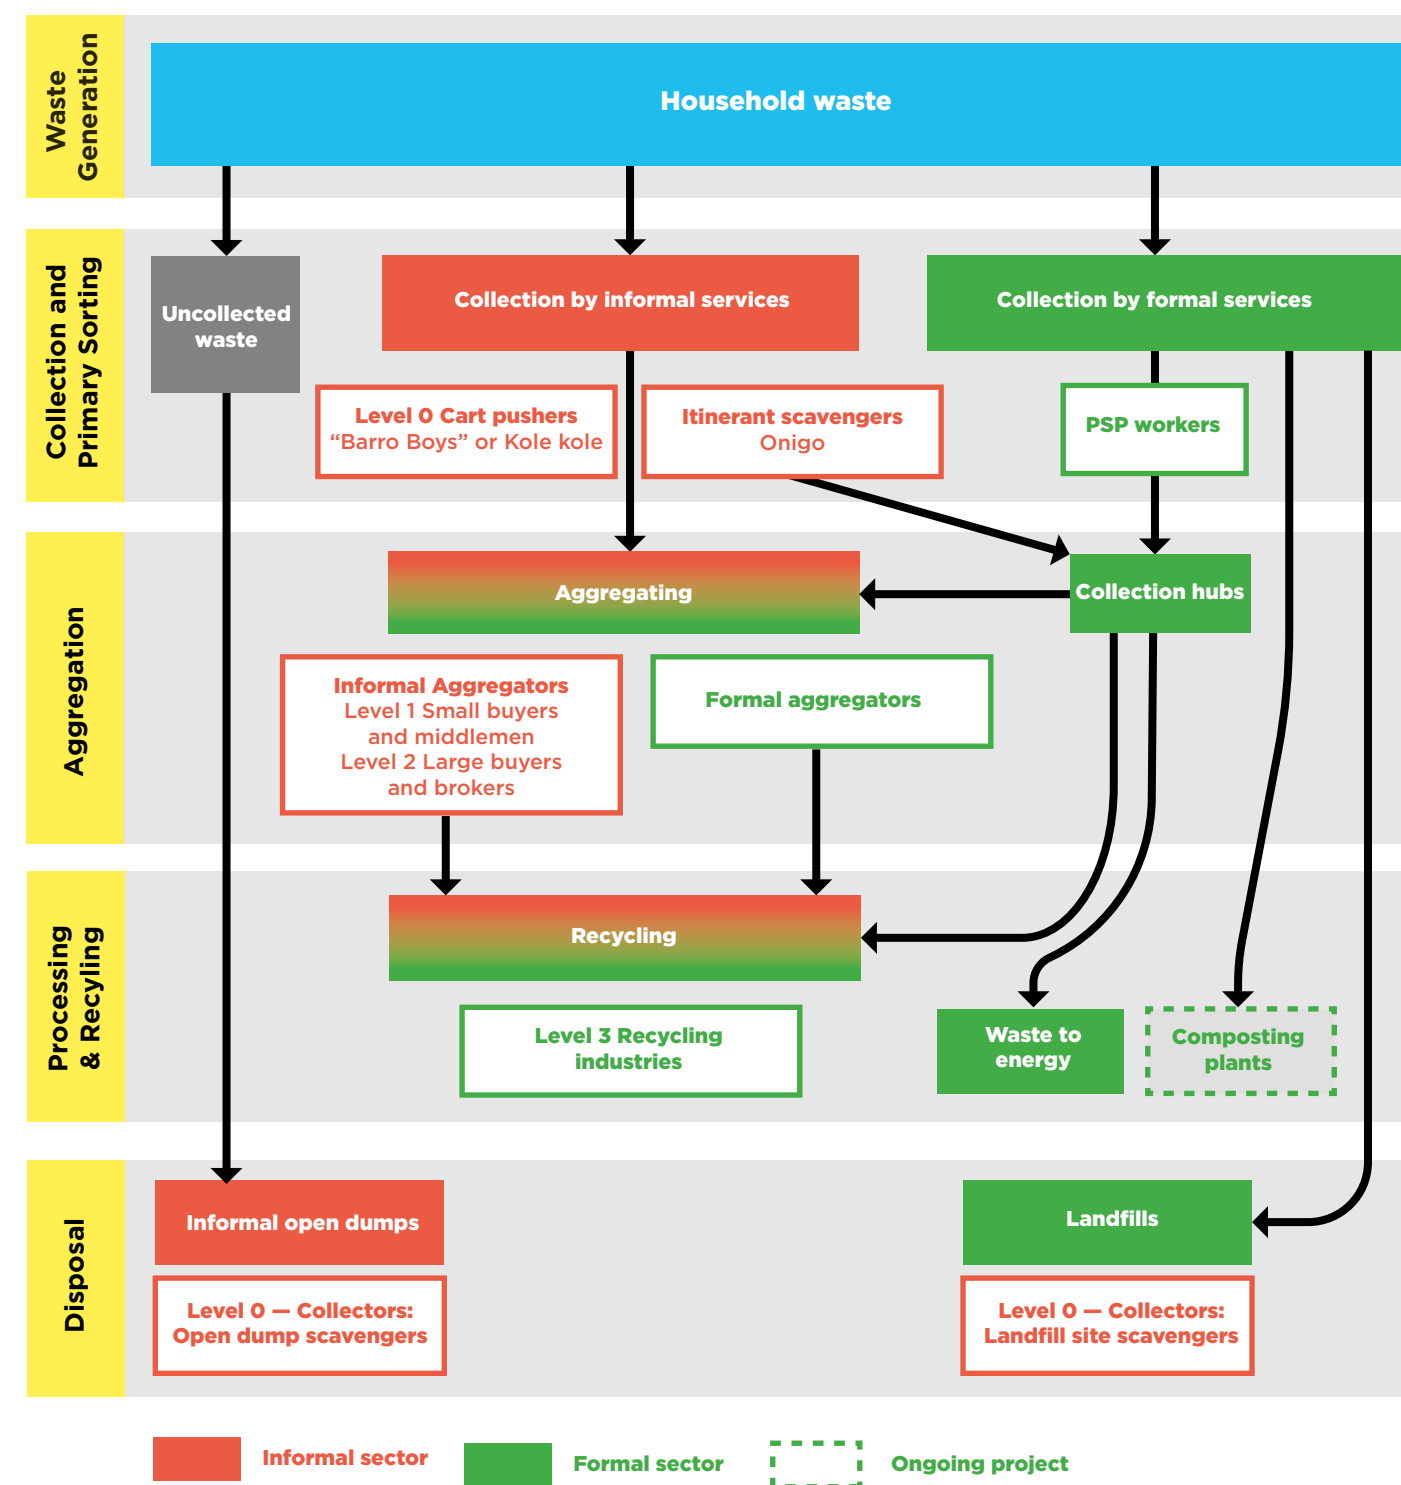 Waste
Generation
Household waste
Collection and
Primary Sorting
Uncollected
waste
Collection by informal services
Collection by formal services
Level 0 Cart pushers
“Barro Boys” or Kole kole
Itinerant scavengers
Onigo
PSP workers
Aggregation
Aggregating
Collection hubs
Informal Aggregators
Level 1 Small buyers
and middlemen
Level 2 Large buyers
and brokers
Formal aggregators
Processing
& Recyling
Recycling
Level 3 Recycling
industries
Waste to
energy
Composting
plants
Disposal
Informal open dumps
Level 0 — Collectors:
Open dump scavengers
Landfills
Level 0 — Collectors:
Landfill site scavengers
Informal sector
Formal sector
Ongoing project